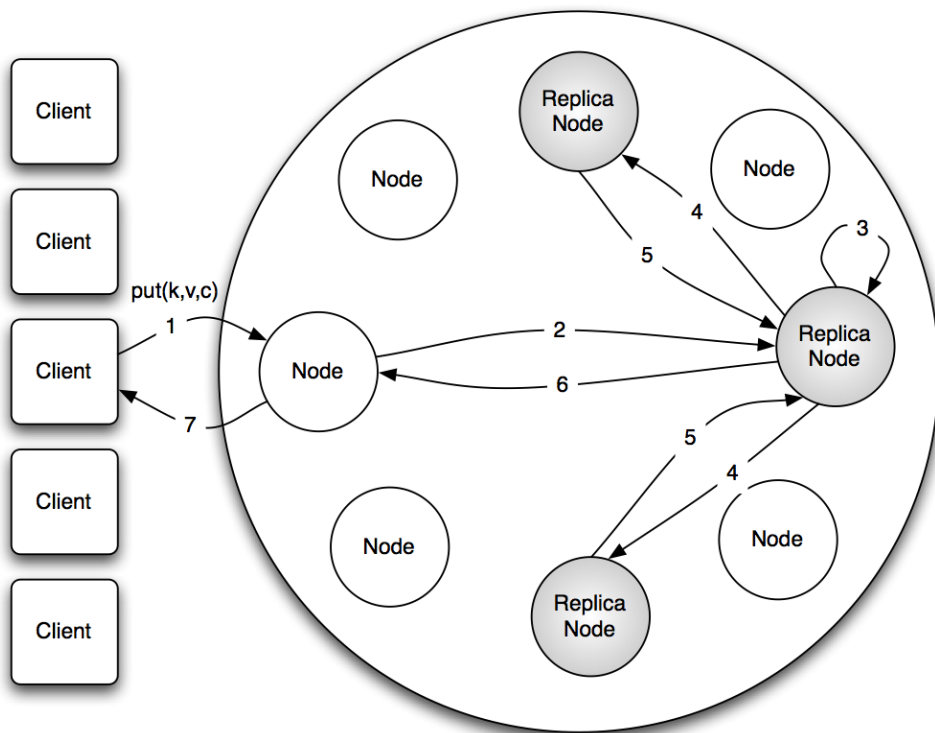 Client
Client
Client
Client
Client
put(k,v,c)
1
7
Replica
Node
Node
Node
4
5
3
Node
2
6
Replica
Node
5
4
Node
Node
Replica
Node